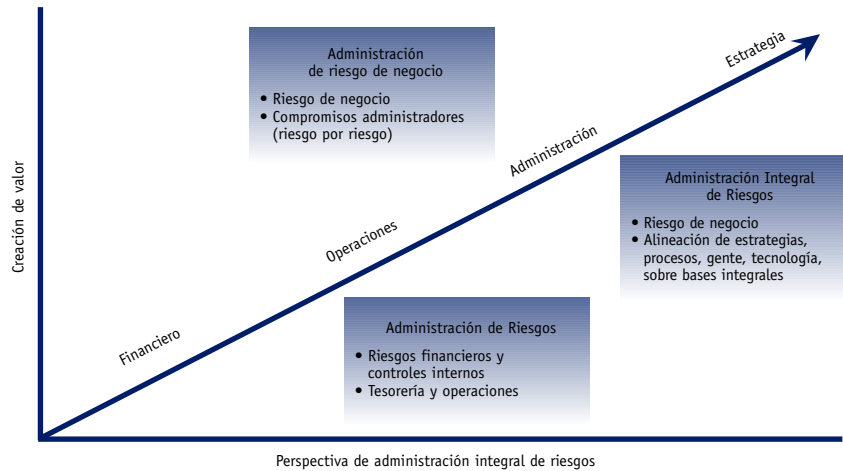 Administración
de riesgo de negocio
• Riesgo de negocio
• Compromisos administradores
(riesgo por riesgo)
Estrategia
Administración
Administración Integral
de Riesgos
• Riesgo de negocio
• Alineación de estrategias,
procesos, gente, tecnología,
sobre bases integrales
Creación de valor
Operaciones
Financiero
Administración de Riesgos
• Riesgos financieros y
controles internos
• Tesorería y operaciones
Perspectiva de administración integral de riesgos